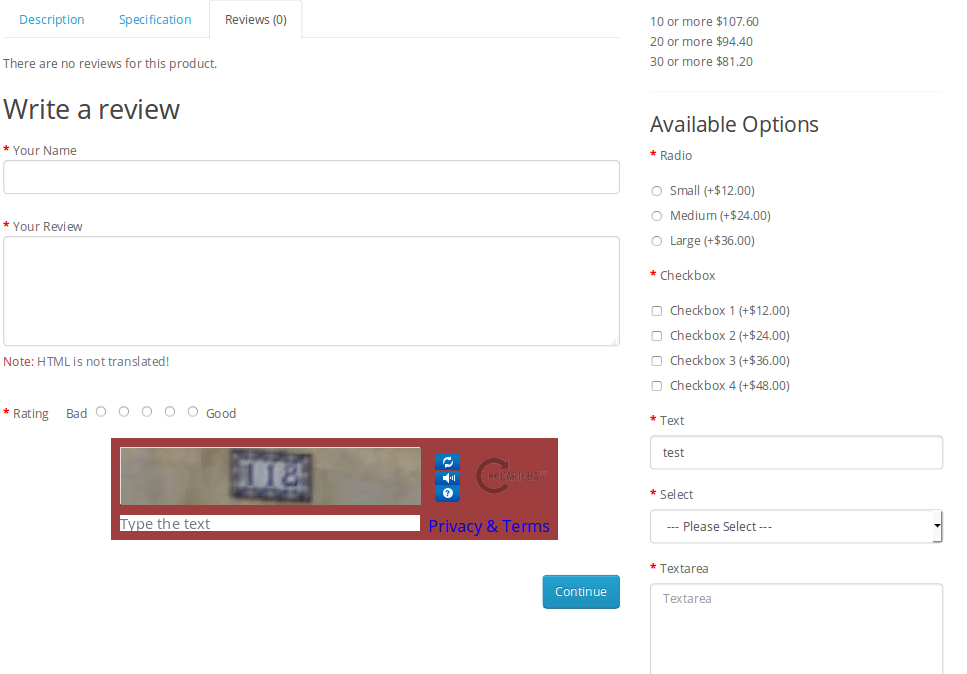 Description Specification Reviews (0)
There are no reviews for this product.
Write a review
* Your Name
* Your Review
Note: HTML is not translated!
* Rating Bad Good
Type the text
Privacy & Terms
Continue
10 or more $107.60
20 or more $94.40
30 or more $81.20
Available Options
* Radio
Small (+$12.00)
Medium (+$24.00)
Large (+$36.00)
* Checkbox
Checkbox 1 (+$12.00)
Checkbox 2 (+$24.00)
Checkbox 3 (+$36.00)
Checkbox 4 (+$48.00)
* Text
test
* Select
--- Please Select ---
* Textarea
Textarea